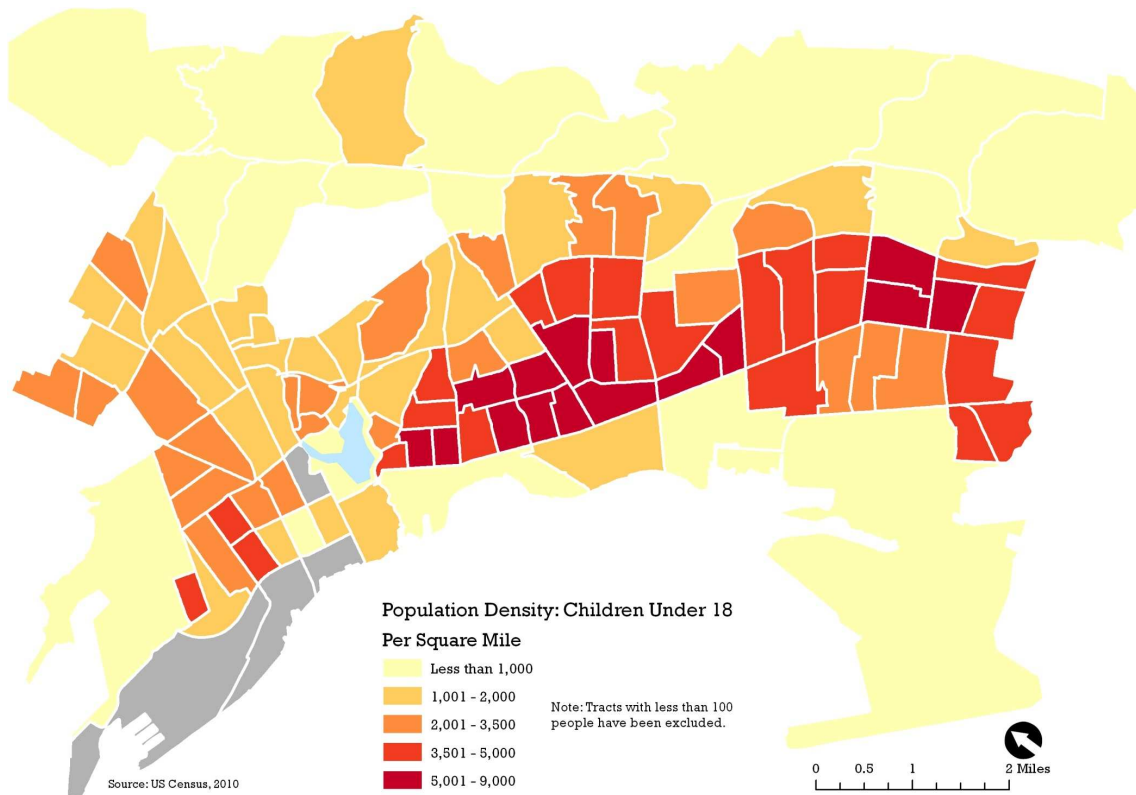 Population Density: Children Under 18
Per Square Mile
Less than 1,000
1,001 - 2,000
2,001 - 3,500
3,501 - 5,000
5,001 - 9,000
Note: Tracts with less than 100
people have been excluded.
Source: US Census, 2010
0 0.5 1 2 Miles